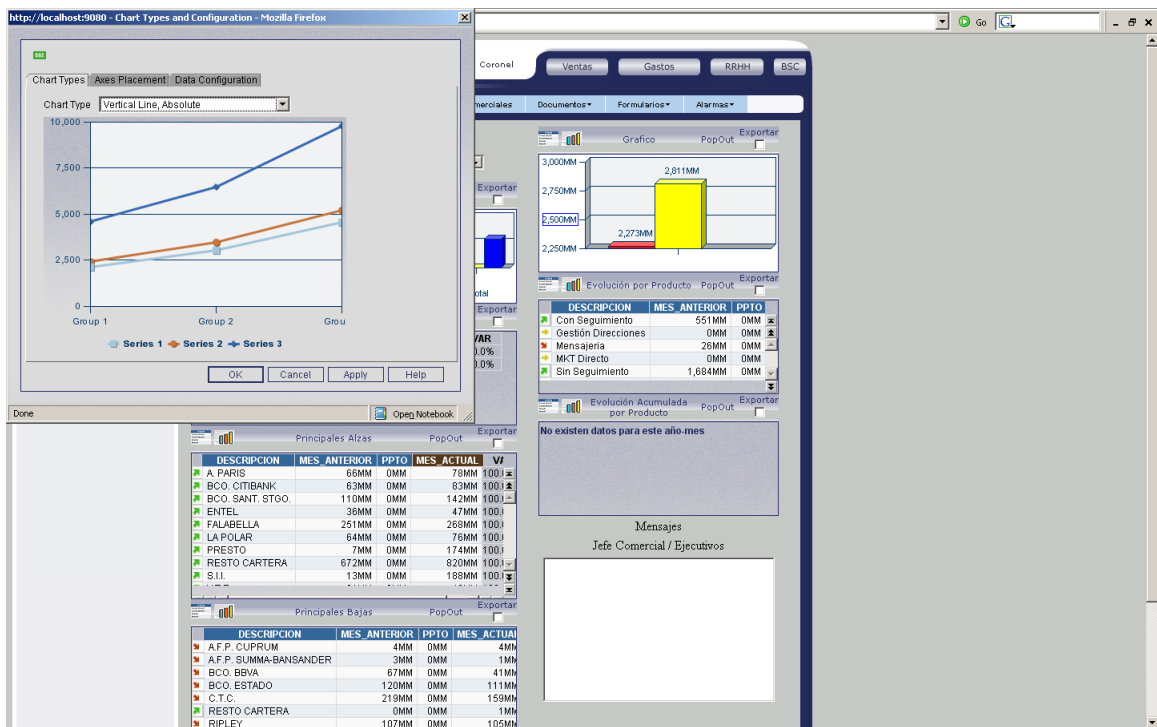 http://localhost:9080 - Chart Types and Configuration - Mozilla Firefox
Go
Chart Types Axes Placement Data Configuration
Chart Type Vertical Line, Absolute
10,000
7,500
5,000
2,500
0
Group 1 Group 2 Grou
Series 1 Series 2 Series 3
OK Cancel Apply Help
Done Open Notebook
Coronel Ventas Gastos RRHH BSC
merciales Documentos Formularios Alarmas
Exportar
otal
Exportar
VAR
0.0%
0.0%
Grafico PopOut Exportar
3,000MM
2,750MM
2,500MM
2,250MM
2,811MM
2,273MM
Evolución por Producto PopOut Exportar
DESCRIPCION MES_ANTERIOR PPTO
Con Seguimiento 551MM 0MM
Gestión Direcciones 0MM 0MM
Mensajeria 26MM 0MM
MKT Directo 0MM 0MM
Sin Seguimiento 1,684MM 0MM
Evolución Acumulada por Producto PopOut Exportar
No existen datos para este año-mes
Mensajes
Jefe Comercial / Ejecutivos
Principales Alzas PopOut Exportar
DESCRIPCION MES_ANTERIOR PPTO MES_ACTUAL
A. PARIS 66MM 0MM 78MM 100.
BCO. CITIBANK 63MM 0MM 83MM 100.
BCO. SANT. STGO. 110MM 0MM 142MM 100.
ENTEL 36MM 0MM 47MM 100.
FALABELLA 251MM 0MM 268MM 100.
LA POLAR 64MM 0MM 76MM 100.
PRESTO 7MM 0MM 174MM 100.
RESTO CARTERA 672MM 0MM 820MM 100.
S.I.I. 13MM 0MM 188MM 100.
Principales Bajas PopOut Exportar
DESCRIPCION MES_ANTERIOR PPTO MES_ACTUAL
A.F.P. CUPRUM 4MM 0MM 4MM
A.F.P. SUMMA-BANSANDER 3MM 0MM 1MM
BCO. BBVA 67MM 0MM 41MM
BCO. ESTADO 120MM 0MM 111MM
C.T.C. 219MM 0MM 159MM
RESTO CARTERA 0MM 0MM 1MM
RIPLEY 107MM 0MM 105MM